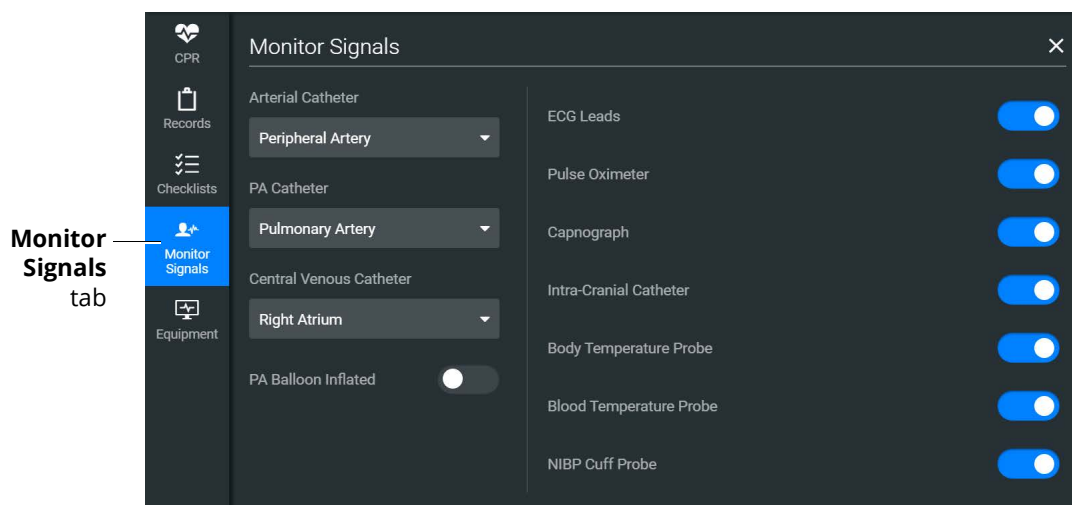 CPR
Records
Checklists
Monitor
Signals
Equipment
Monitor
Signals
tab
Monitor Signals
Arterial Catheter
Peripheral Artery
PA Catheter
Pulmonary Artery
Central Venous Catheter
Right Atrium
PA Balloon Inflated
ECG Leads
Pulse Oximeter
Capnograph
Intra-Cranial Catheter
Body Temperature Probe
Blood Temperature Probe
NIBP Cuff Probe